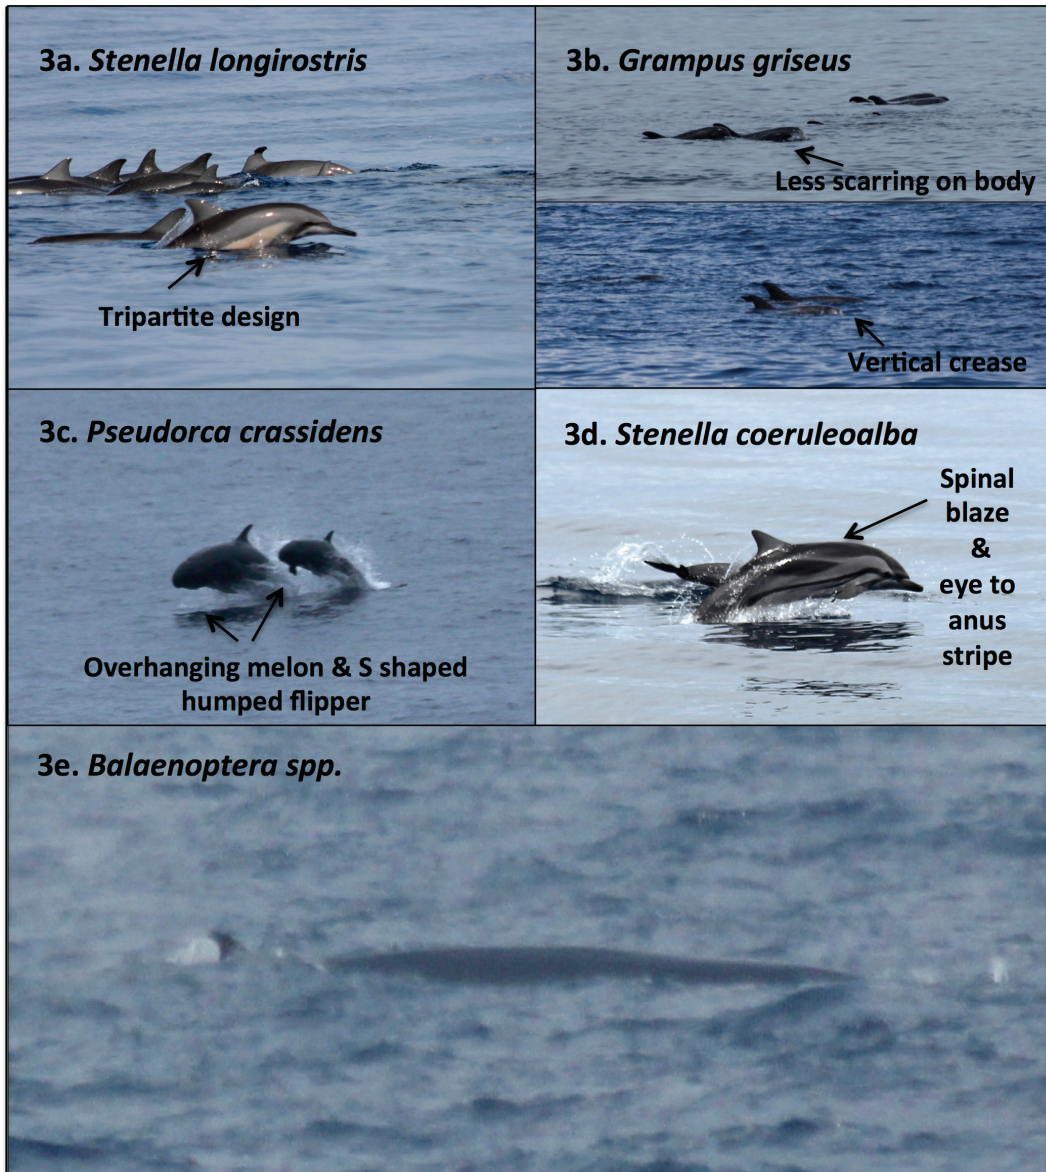 3a. Stenella longirostris
Tripartite design
3b. Grampus griseus
Less scarring on body
Vertical crease
3c. Pseudorca crassidens
Overhanging melon & S shaped
humped flipper
3d. Stenella coeruleoalba
Spinal
blaze
&
eye to
anus
stripe
3e. Balaenoptera spp.